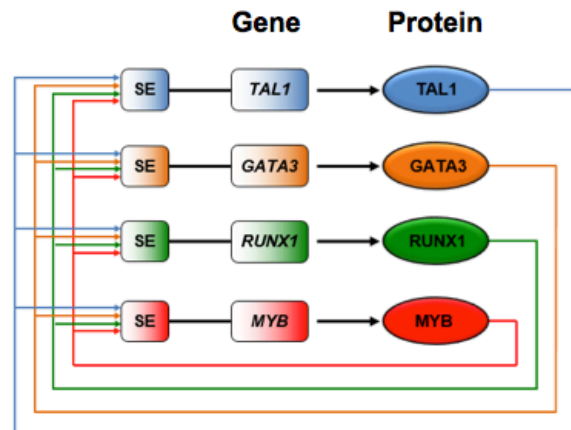 Gene Protein
SE TAL1 TAL1
SE GATA3 GATA3
SE RUNX1 RUNX1
SE MYB MYB